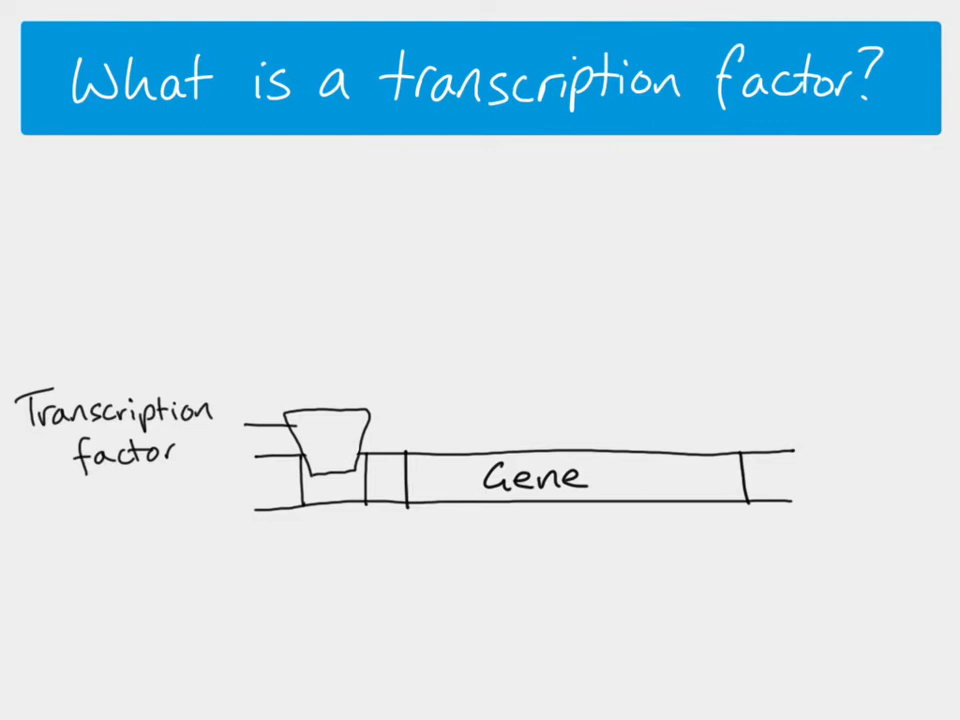 What is a transcription factor?
Transcription
factor
Gene